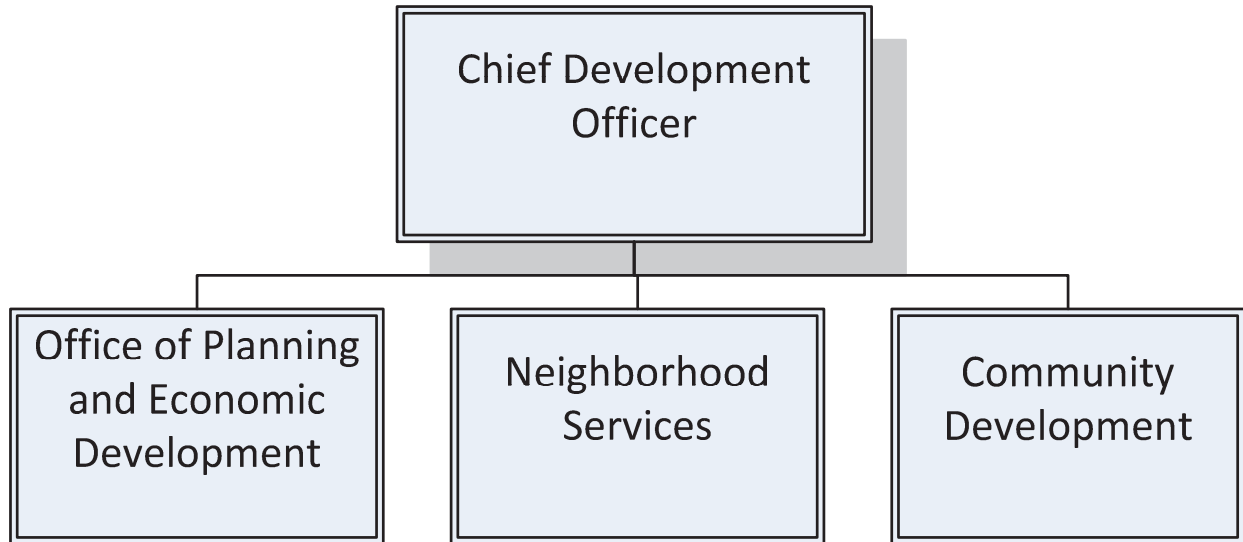 Chief Development
Officer
Office of Planning
and Economic
Development
Neighborhood
Services
Community
Development